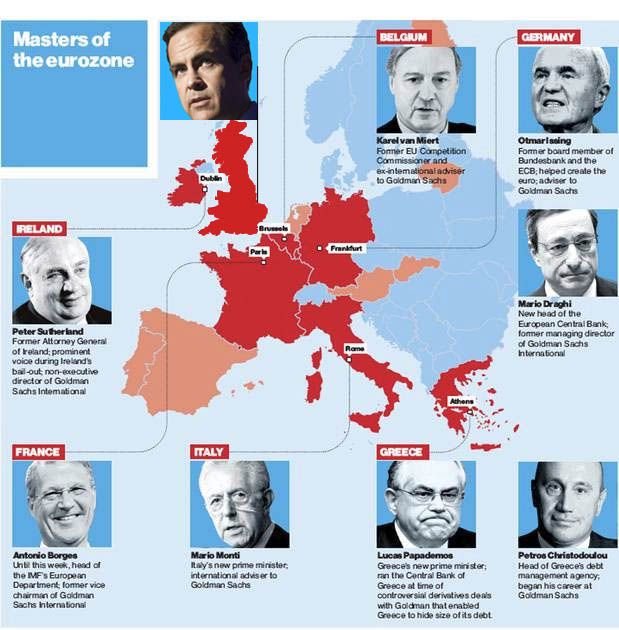 Masters of
the eurozone
BELGIUM
Karel van Miert
Former EU Competition
Commissioner and
ex-international adviser
to Goldman Sachs
GERMANY
Otmar Issing
Former board member of
Bundesbank and the
ECB; helped create the
euro; adviser to
Goldman Sachs
Dublin
Brussels
Paris
Frankfurt
Rome
Athens
IRELAND
Peter Sutherland
Former Attorney General
of Ireland; prominent
voice during Ireland's
bail-out; non-executive
director of Goldman
Sachs International
Mario Draghi
New head of the
European Central Bank;
former managing director
of Goldman Sachs
International
FRANCE
Antonio Borges
Until this week, head of
the IMF's European
Department; former vice
chairman of Goldman
Sachs International
ITALY
Mario Monti
Italy's new prime minister;
international adviser to
Goldman Sachs
GREECE
Lucas Papademos
Greece's new prime minister;
ran the Central Bank of
Greece at time of
controversial derivatives deals
with Goldman that enabled
Greece to hide size of its debt.
Petros Christodoulou
Head of Greece's debt
management agency;
began his career at
Goldman Sachs